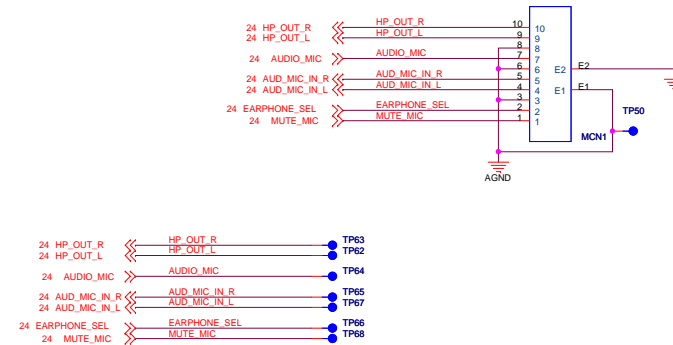 24 HP_OUT_R HP_OUT_R 10 10
24 HP_OUT_L HP_OUT_L 9 9
8 8
24 AUDIO_MIC AUDIO_MIC 7 7
6 6 E2 E2
24 AUD_MIC_IN_R AUD_MIC_IN_R 5 5
24 AUD_MIC_IN_L AUD_MIC_IN_L 4 4 E1 E1
3 3
24 EARPHONE_SEL EARPHONE_SEL 2 2 TP50
24 MUTE_MIC MUTE_MIC 1 1
MCN1
AGND
24 HP_OUT_R HP_OUT_R TP63
24 HP_OUT_L HP_OUT_L TP62
24 AUDIO_MIC AUDIO_MIC TP64
24 AUD_MIC_IN_R AUD_MIC_IN_R TP65
24 AUD_MIC_IN_L AUD_MIC_IN_L TP67
24 EARPHONE_SEL EARPHONE_SEL TP66
24 MUTE_MIC MUTE_MIC TP68